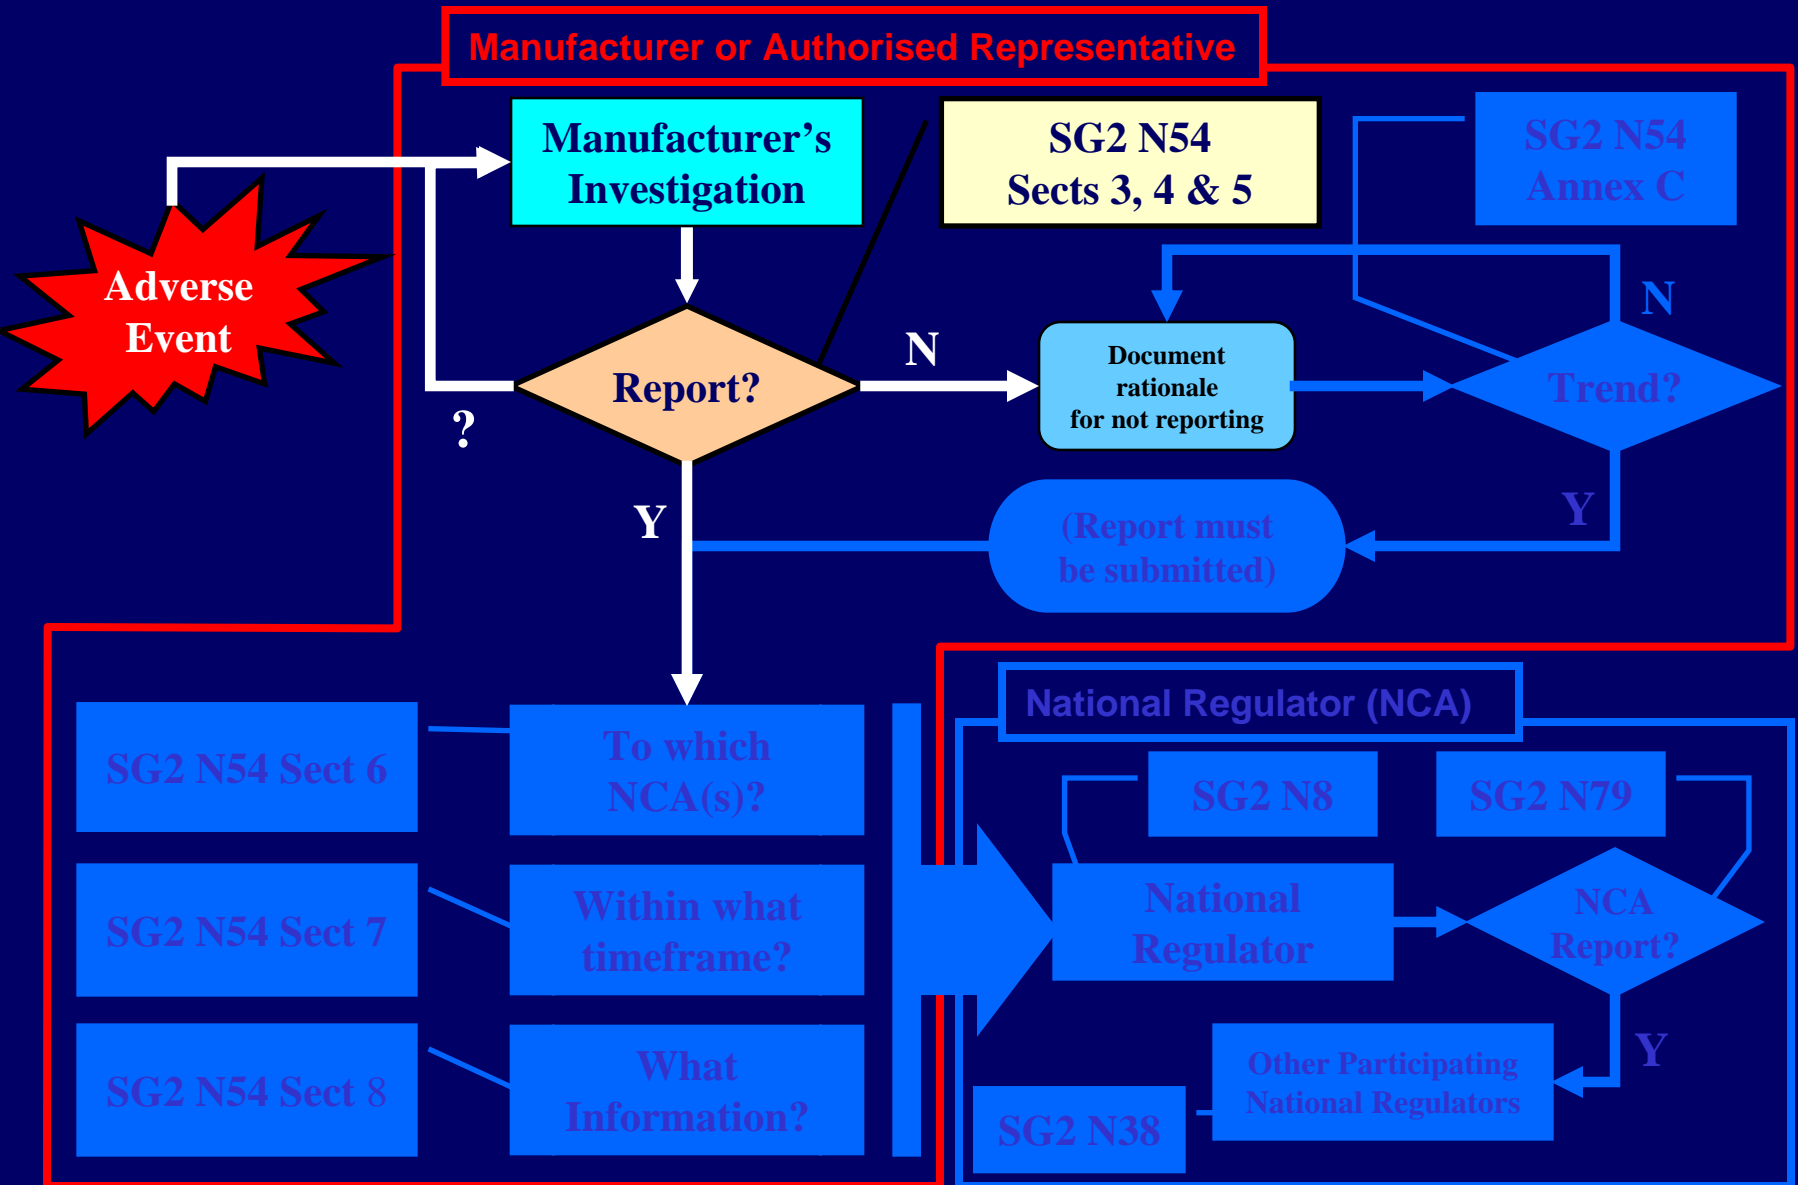 Manufacturer or Authorised Representative
Manufacturer’s
Investigation
SG2 N54
Sects 3, 4 & 5
SG2 N54
Annex C
Adverse
Event
Report?
?
N
Document
rationale
for not reporting
N
Trend?
Y
Y
(Report must
be submitted)
SG2 N54 Sect 6
To which
NCA(s)?
SG2 N54 Sect 7
Within what
timeframe?
SG2 N54 Sect 8
What
Information?
National Regulator (NCA)
SG2 N8
SG2 N79
National
Regulator
NCA
Report?
Y
Other Participating
National Regulators
SG2 N38